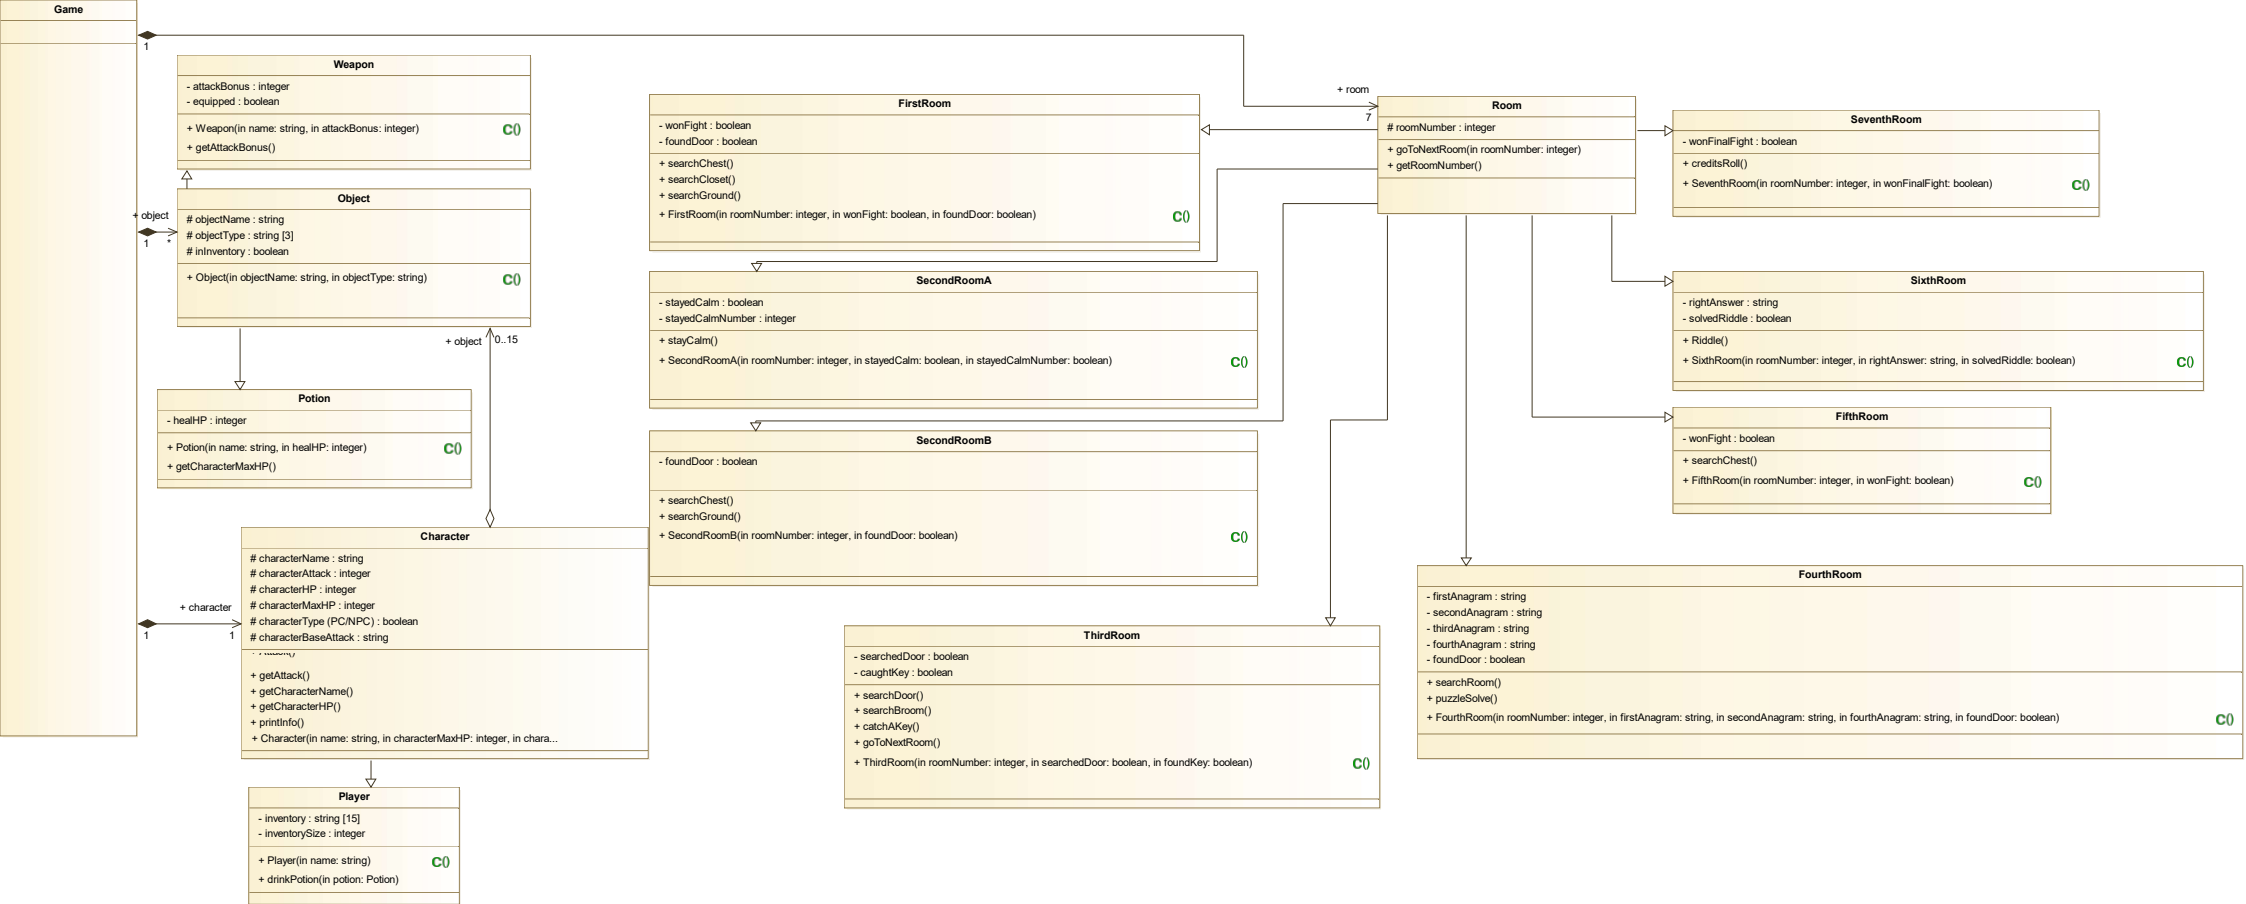 Game
1
Weapon
- attackBonus : integer
- equipped : boolean
+ Weapon(in name: string, in attackBonus: integer) C()
+ getAttackBonus()
+ object
1 *
Object
# objectName : string
# objectType : string [3]
# inInventory : boolean
+ Object(in objectName: string, in objectType: string) C()
+ object 0..15
Potion
- healHP : integer
+ Potion(in name: string, in healHP: integer) C()
+ getCharacterMaxHP()
+ character
1 1
Character
# characterName : string
# characterAttack : integer
# characterHP : integer
# characterMaxHP : integer
# characterType (PC/NPC) : boolean
# characterBaseAttack : string
+ getAttack()
+ getCharacterName()
+ getCharacterHP()
+ printInfo()
+ Character(in name: string, in characterMaxHP: integer, in chara...
Player
- inventory : string [15]
- inventorySize : integer
+ Player(in name: string) C()
+ drinkPotion(in potion: Potion)
FirstRoom
- wonFight : boolean
- foundDoor : boolean
+ searchChest()
+ searchCloset()
+ searchGround()
+ FirstRoom(in roomNumber: integer, in wonFight: boolean, in foundDoor: boolean) C()
SecondRoomA
- stayedCalm : boolean
- stayedCalmNumber : integer
+ stayCalm()
+ SecondRoomA(in roomNumber: integer, in stayedCalm: boolean, in stayedCalmNumber: boolean) C()
SecondRoomB
- foundDoor : boolean
+ searchChest()
+ searchGround()
+ SecondRoomB(in roomNumber: integer, in foundDoor: boolean) C()
ThirdRoom
- searchedDoor : boolean
- caughtKey : boolean
+ searchDoor()
+ searchBroom()
+ catchAKey()
+ goToNextRoom()
+ ThirdRoom(in roomNumber: integer, in searchedDoor: boolean, in foundKey: boolean) C()
+ room
7
Room
# roomNumber : integer
+ goToNextRoom(in roomNumber: integer)
+ getRoomNumber()
SeventhRoom
- wonFinalFight : boolean
+ creditsRoll()
+ SeventhRoom(in roomNumber: integer, in wonFinalFight: boolean) C()
SixthRoom
- rightAnswer : string
- solvedRiddle : boolean
+ Riddle()
+ SixthRoom(in roomNumber: integer, in rightAnswer: string, in solvedRiddle: boolean) C()
FifthRoom
- wonFight : boolean
+ searchChest()
+ FifthRoom(in roomNumber: integer, in wonFight: boolean) C()
FourthRoom
- firstAnagram : string
- secondAnagram : string
- thirdAnagram : string
- fourthAnagram : string
- foundDoor : boolean
+ searchRoom()
+ puzzleSolve()
+ FourthRoom(in roomNumber: integer, in firstAnagram: string, in secondAnagram: string, in fourthAnagram: string, in foundDoor: boolean) C()